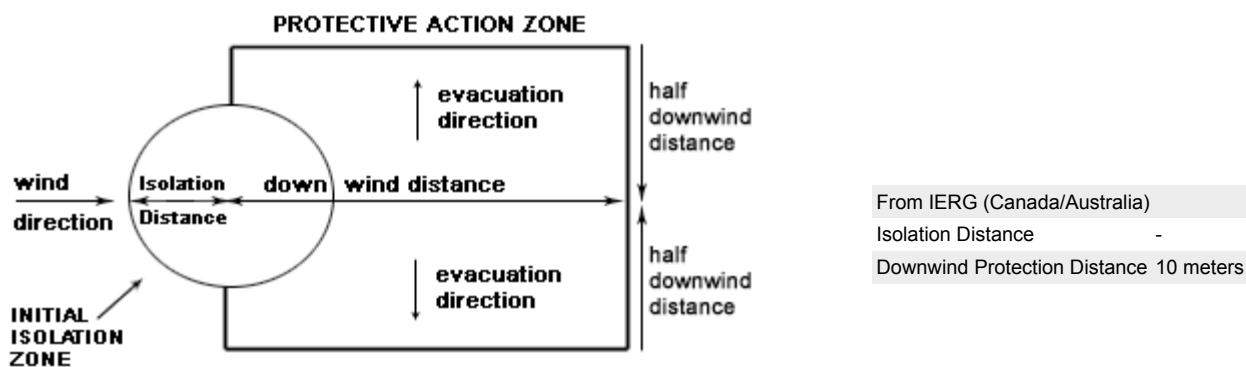 PROTECTIVE ACTION ZONE
evacuation
direction
half
downwind
distance
wind
direction
Isolation
Distance
down wind distance
evacuation
direction
half
downwind
distance
INITIAL
ISOLATION
ZONE
From IERG (Canada/Australia)
Isolation Distance -
Downwind Protection Distance 10 meters